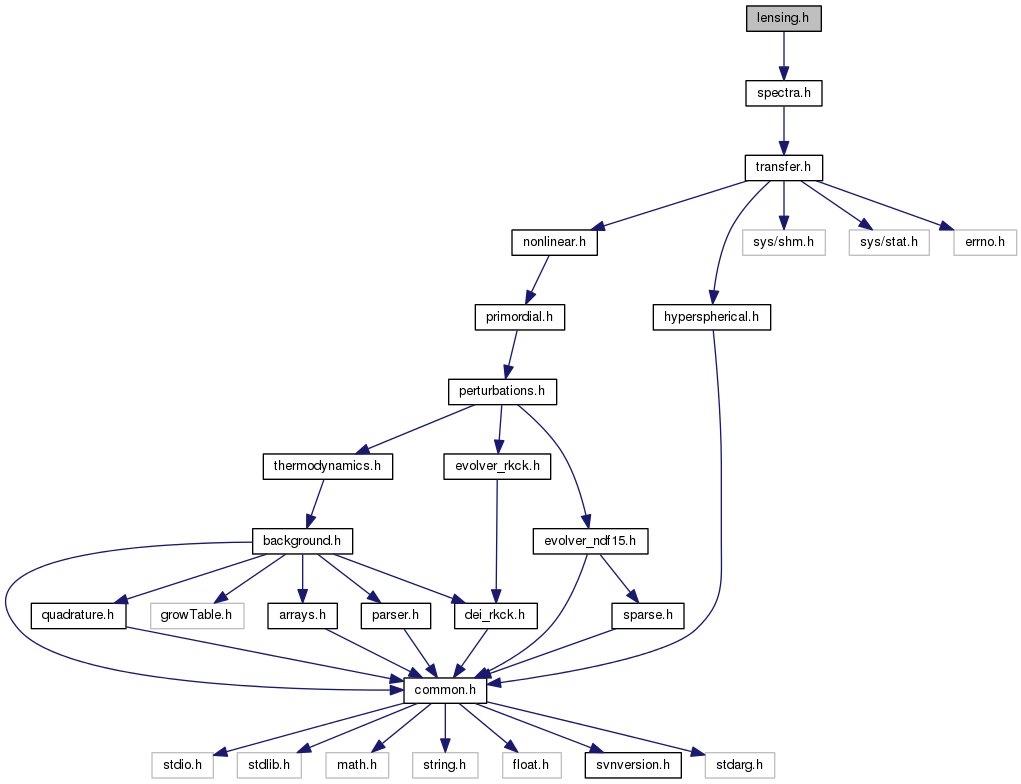 lensing.h
spectra.h
transfer.h
nonlinear.h
sys/shm.h
sys/stat.h
errno.h
primordial.h
hyperspherical.h
perturbations.h
thermodynamics.h
evolver_rkck.h
background.h
evolver_ndf15.h
quadrature.h
growTable.h
arrays.h
parser.h
dei_rkck.h
sparse.h
common.h
stdio.h
stdlib.h
math.h
string.h
float.h
svnversion.h
stdarg.h